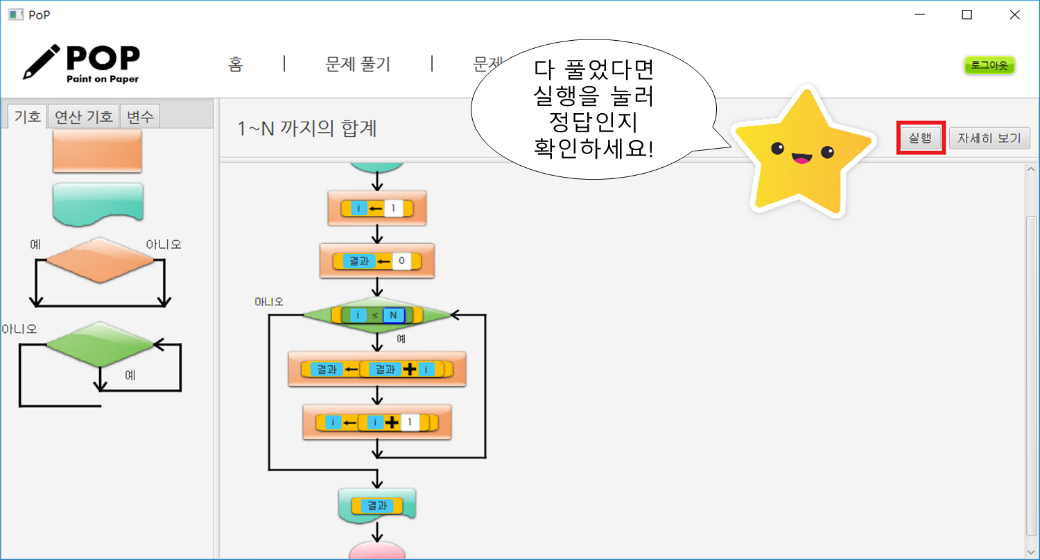 PoP
POP
Paint on Paper
홈 | 문제 풀기 | 문제
로그아웃
다 풀었다면
실행을 눌러
정답인지
확인하세요!
기호 연산 기호 변수
1~N 까지의 합계
실행 자세히 보기
예 아니오
아니오
예
i ← 1
결과 ← 0
아니오
i ≤ N
예
결과 ← 결과 + i
i ← i + 1
결과